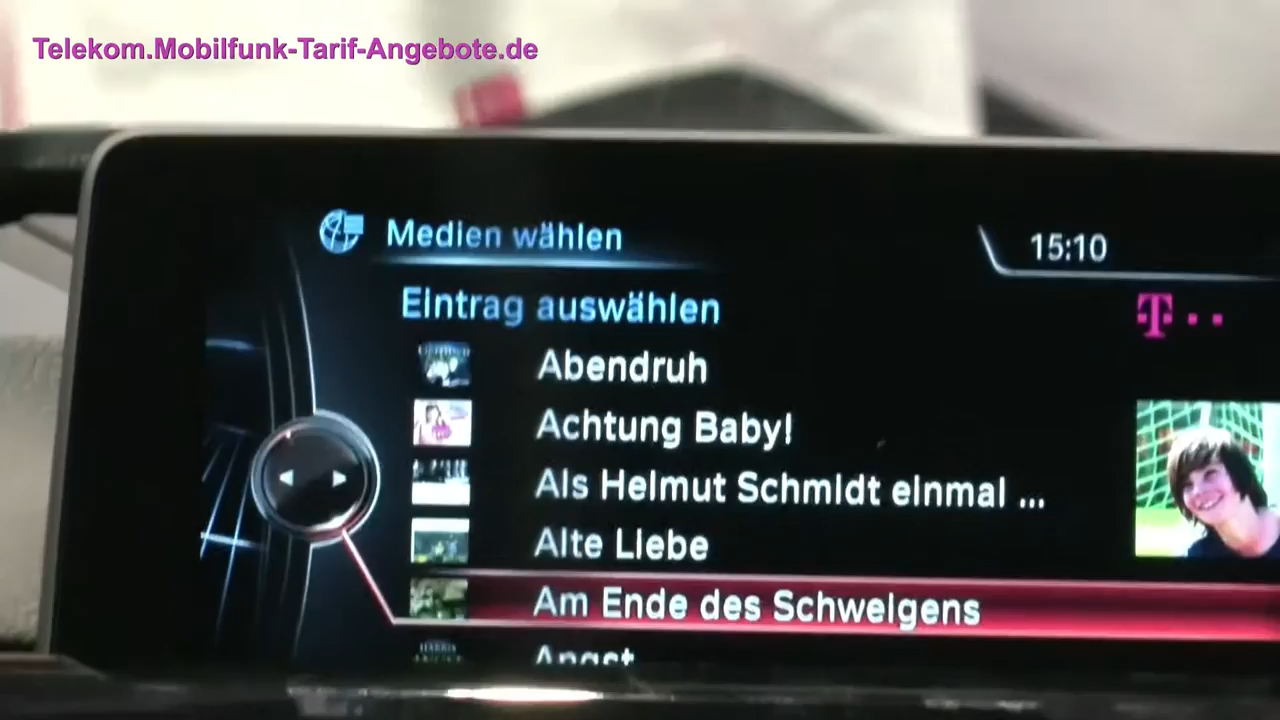 Telekom.Mobilfunk-Tarif-Angebote.de
Medien wählen
15:10
Eintrag auswählen
T
Abendruh
Achtung Baby!
Als Helmut Schmidt einmal ...
Alte Liebe
Am Ende des Schweigens
Angst